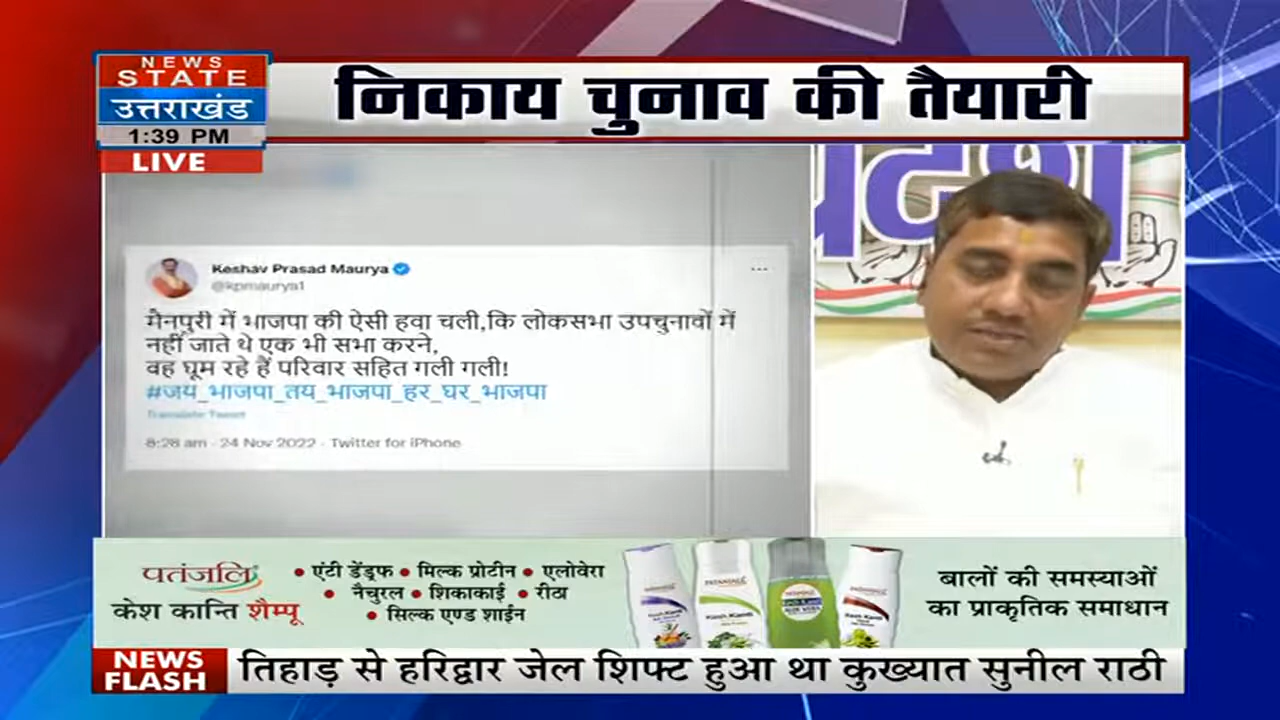 NEWS
STATE
उत्तराखंड
1:39 PM
LIVE
निकाय चुनाव की तैयारी
Keshav Prasad Maurya
@kpmaurya1
मैनपुरी में भाजपा की ऐसी हवा चली,कि लोकसभा उपचुनावों में
नहीं जाते थे एक भी सभा करने,
वह घूम रहे हैं परिवार सहित गली गली!
#जय_भाजपा_तय_भाजपा_हर_घर_भाजपा
Translate Tweet
8:28 am · 24 Nov 2022 · Twitter for iPhone
पतंजलि
केश कान्ति शैम्पू
• एंटी डेंड्रफ • मिल्क प्रोटीन • एलोवेरा
• नैचुरल • शिकाकाई • रीठा
• सिल्क एण्ड शाईन
बालों की समस्याओं
का प्राकृतिक समाधान
NEWS
FLASH
तिहाड़ से हरिद्वार जेल शिफ्ट हुआ था कुख्यात सुनील राठी